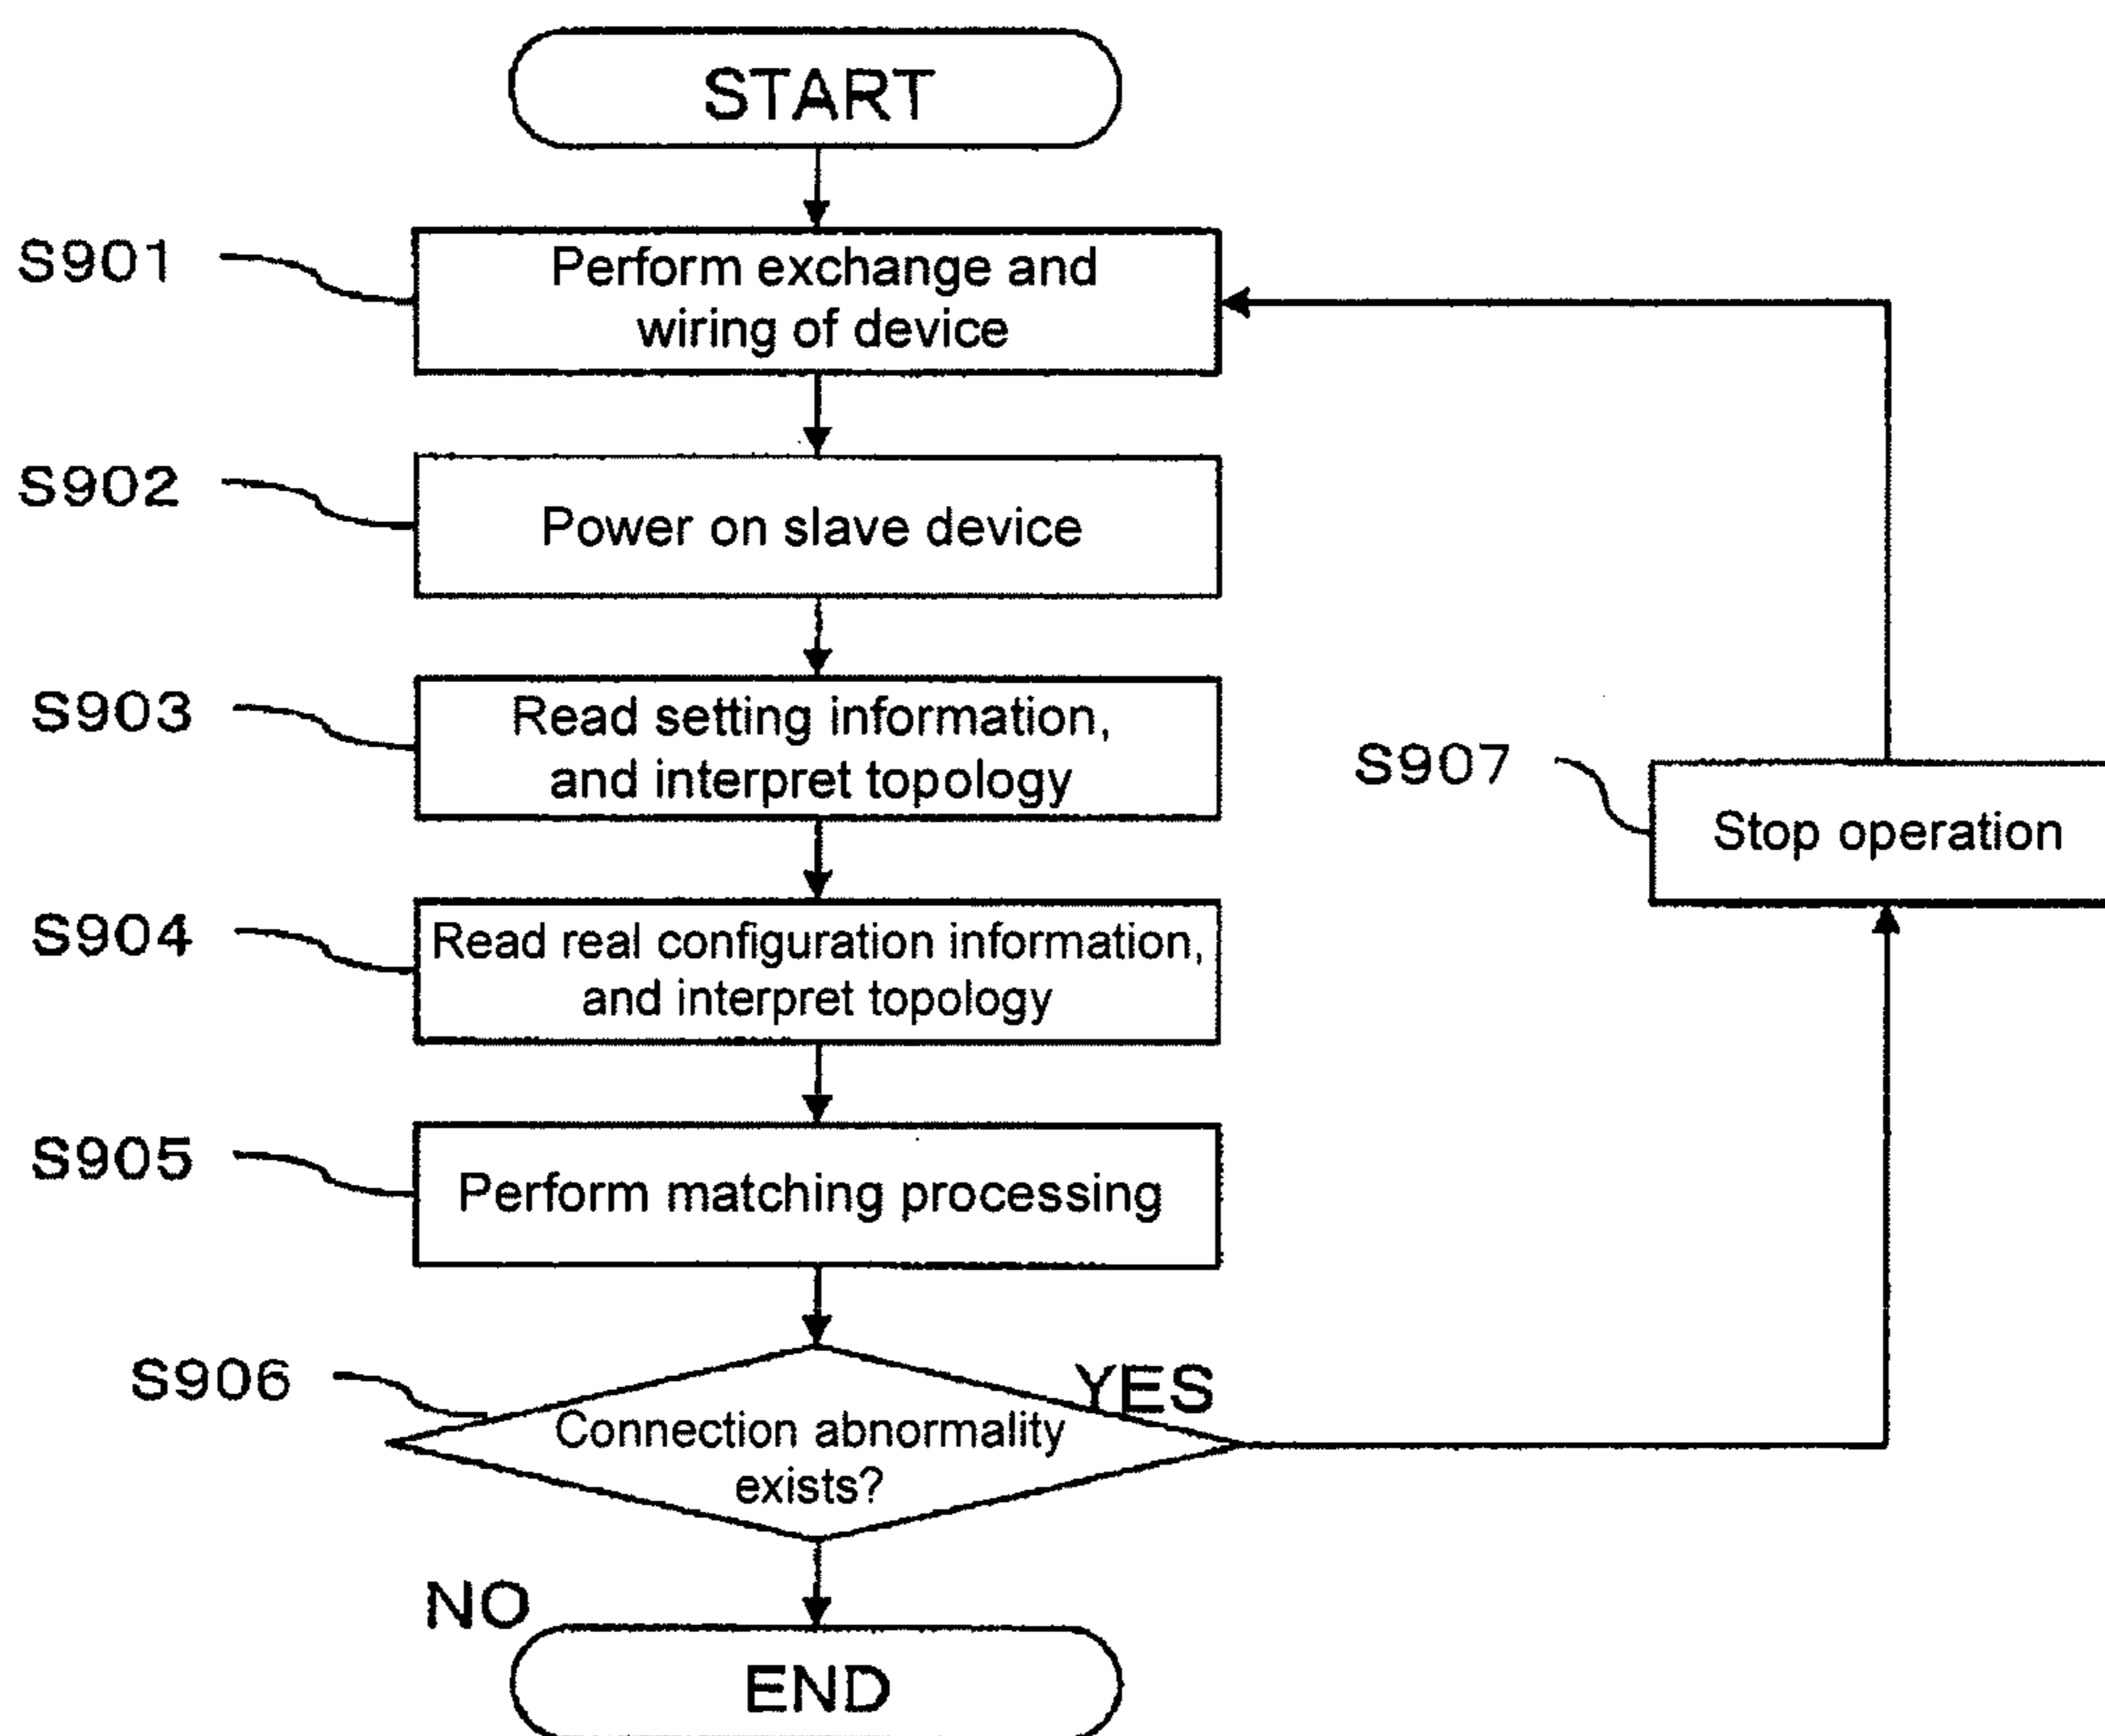 START
S901
Perform exchange and
wiring of device
S902
Power on slave device
S903
Read setting information,
and interpret topology
S907
Stop operation
S904
Read real configuration information,
and interpret topology
S905
Perform matching processing
S906
YES
Connection abnormality
exists?
NO
END